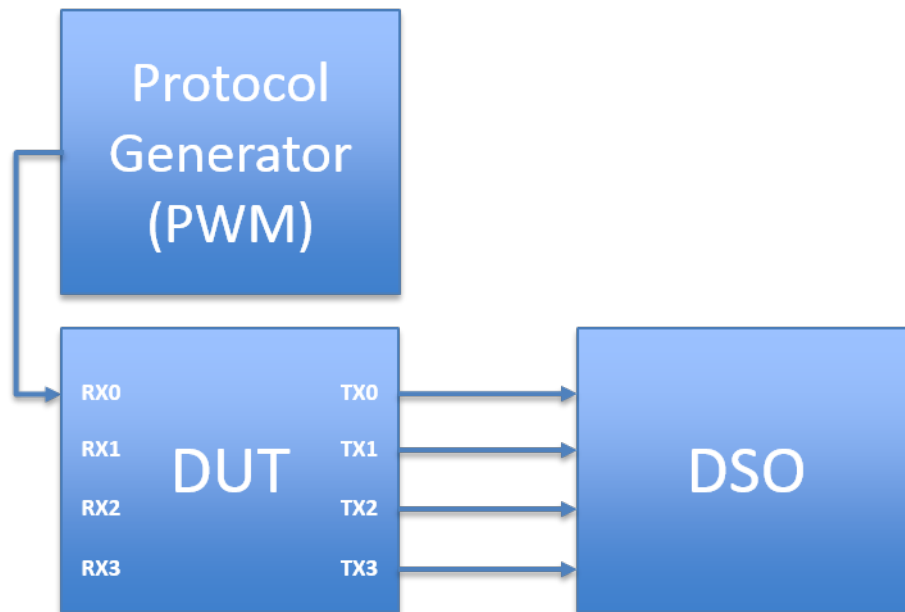 Protocol
Generator
(PWM)
RX0
TX0
RX1
TX1
DUT
DSO
RX2
TX2
RX3
TX3